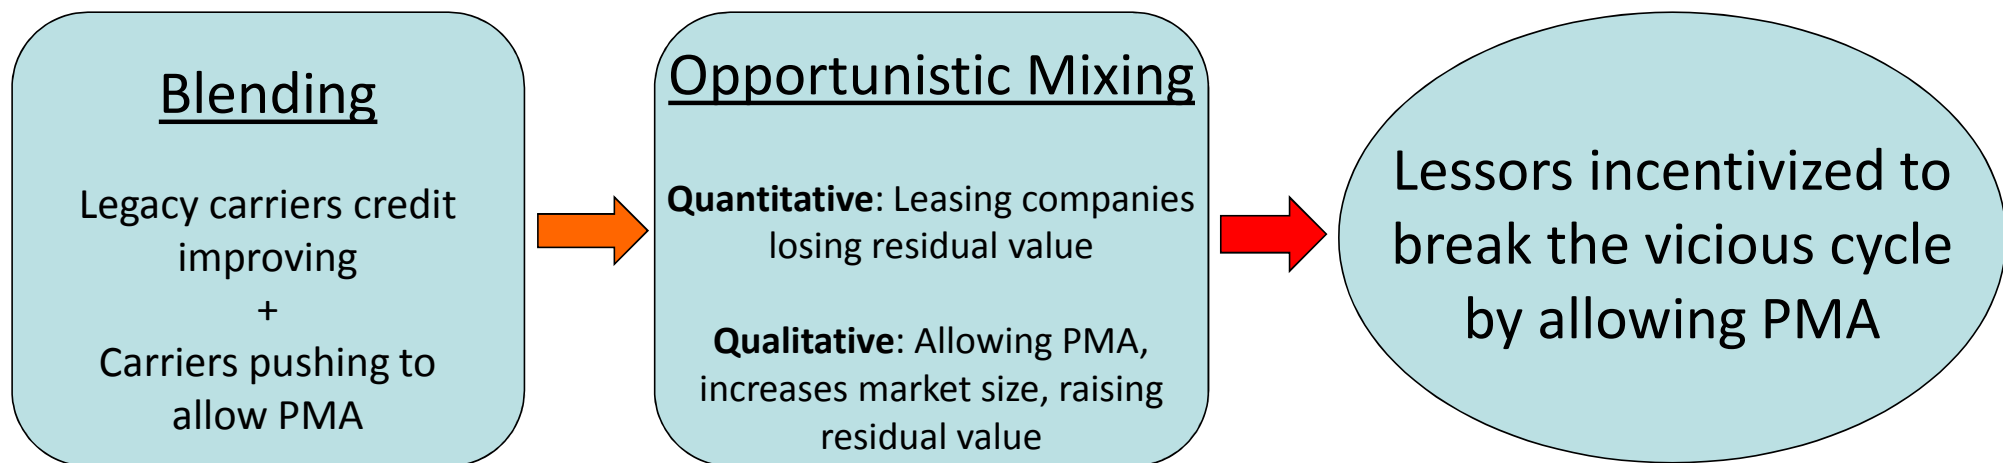 Blending
Legacy carriers credit
improving
+
Carriers pushing to
allow PMA
Opportunistic Mixing
Quantitative: Leasing companies
losing residual value
Qualitative: Allowing PMA,
increases market size, raising
residual value
Lessors incentivized to
break the vicious cycle
by allowing PMA